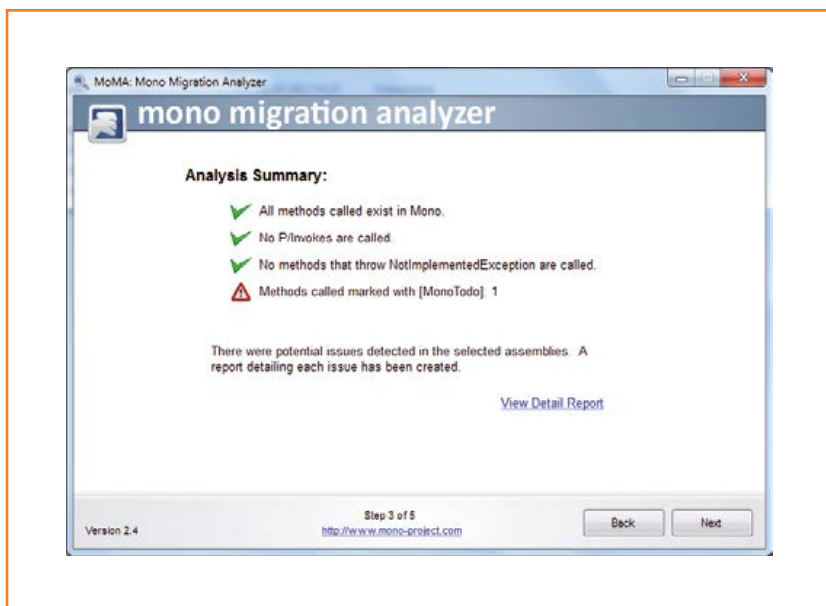 MoMA: Mono Migration Analyzer
mono migration analyzer
Analysis Summary:
All methods called exist in Mono.
No P/Invokes are called
No methods that throw NotImplementedException are called.
Methods called marked with [MonoTodo]: 1
There were potential issues detected in the selected assemblies. A
report detailing each issue has been created.
View Detail Report
Version 2.4
Step 3 of 5
http://www.mono-project.com
Back
Next